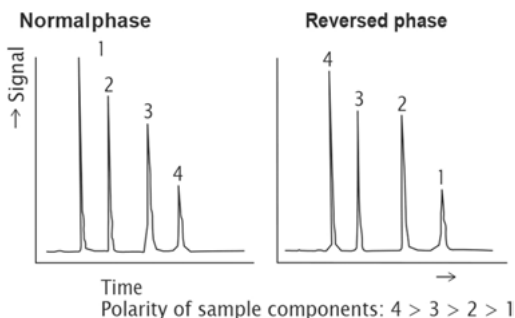 Normalphase
Reversed phase
→ Signal
1
2
3
4
4
3
2
1
→
Time
Polarity of sample components: 4 > 3 > 2 > 1